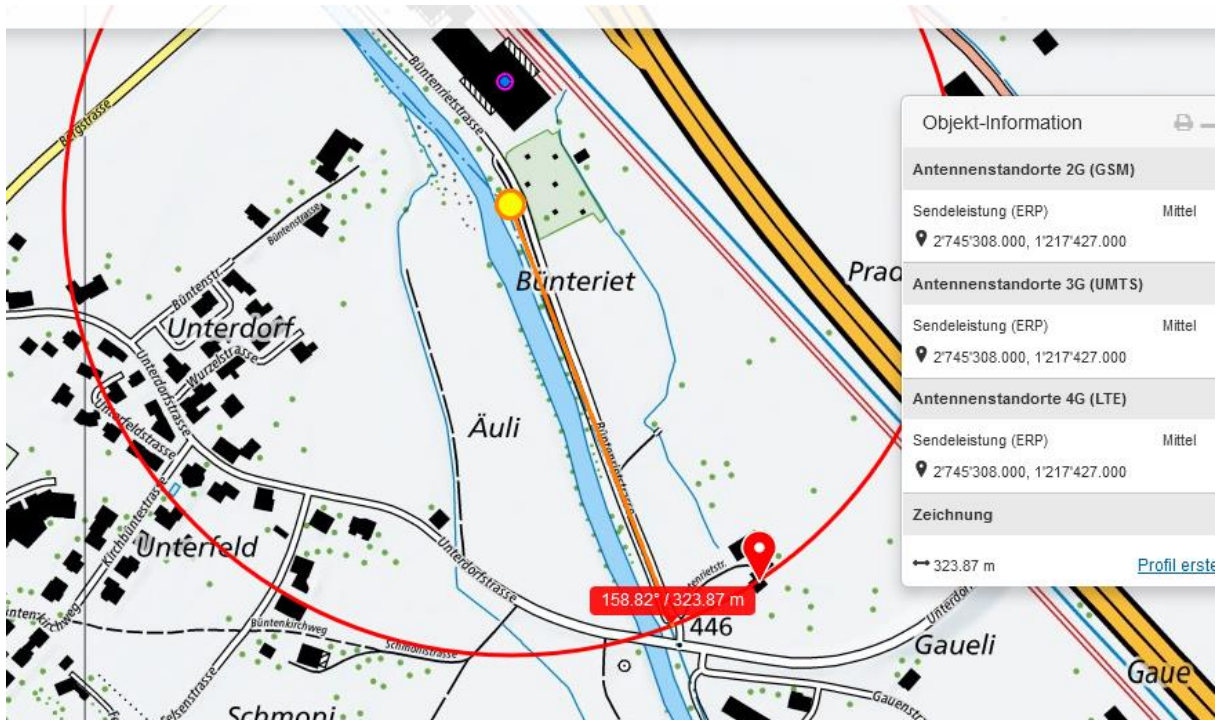 Bergstrasse
Büntenrietstrasse
Büntenstrasse
Büntenstr.
Unterdorf
Wurzelstrasse
Unterdorfstrasse
Unterfeldstrasse
Bünteriet
Prad
Äuli
Büntenrietstrasse
Kirchbüntestrasse
Unterfeld
Unterdorfstrasse
158.82° / 323.87 m
446
Büntenkirchweg
Schmonistrasse
Felsenstrasse
Schmoni
Gaueli
Gaue
Gauenstr
Unterdorf
Objekt-Information
Antennenstandorte 2G (GSM)
Sendeleistung (ERP) Mittel
2'745'308.000, 1'217'427.000
Antennenstandorte 3G (UMTS)
Sendeleistung (ERP) Mittel
2'745'308.000, 1'217'427.000
Antennenstandorte 4G (LTE)
Sendeleistung (ERP) Mittel
2'745'308.000, 1'217'427.000
Zeichnung
323.87 m Profil erste